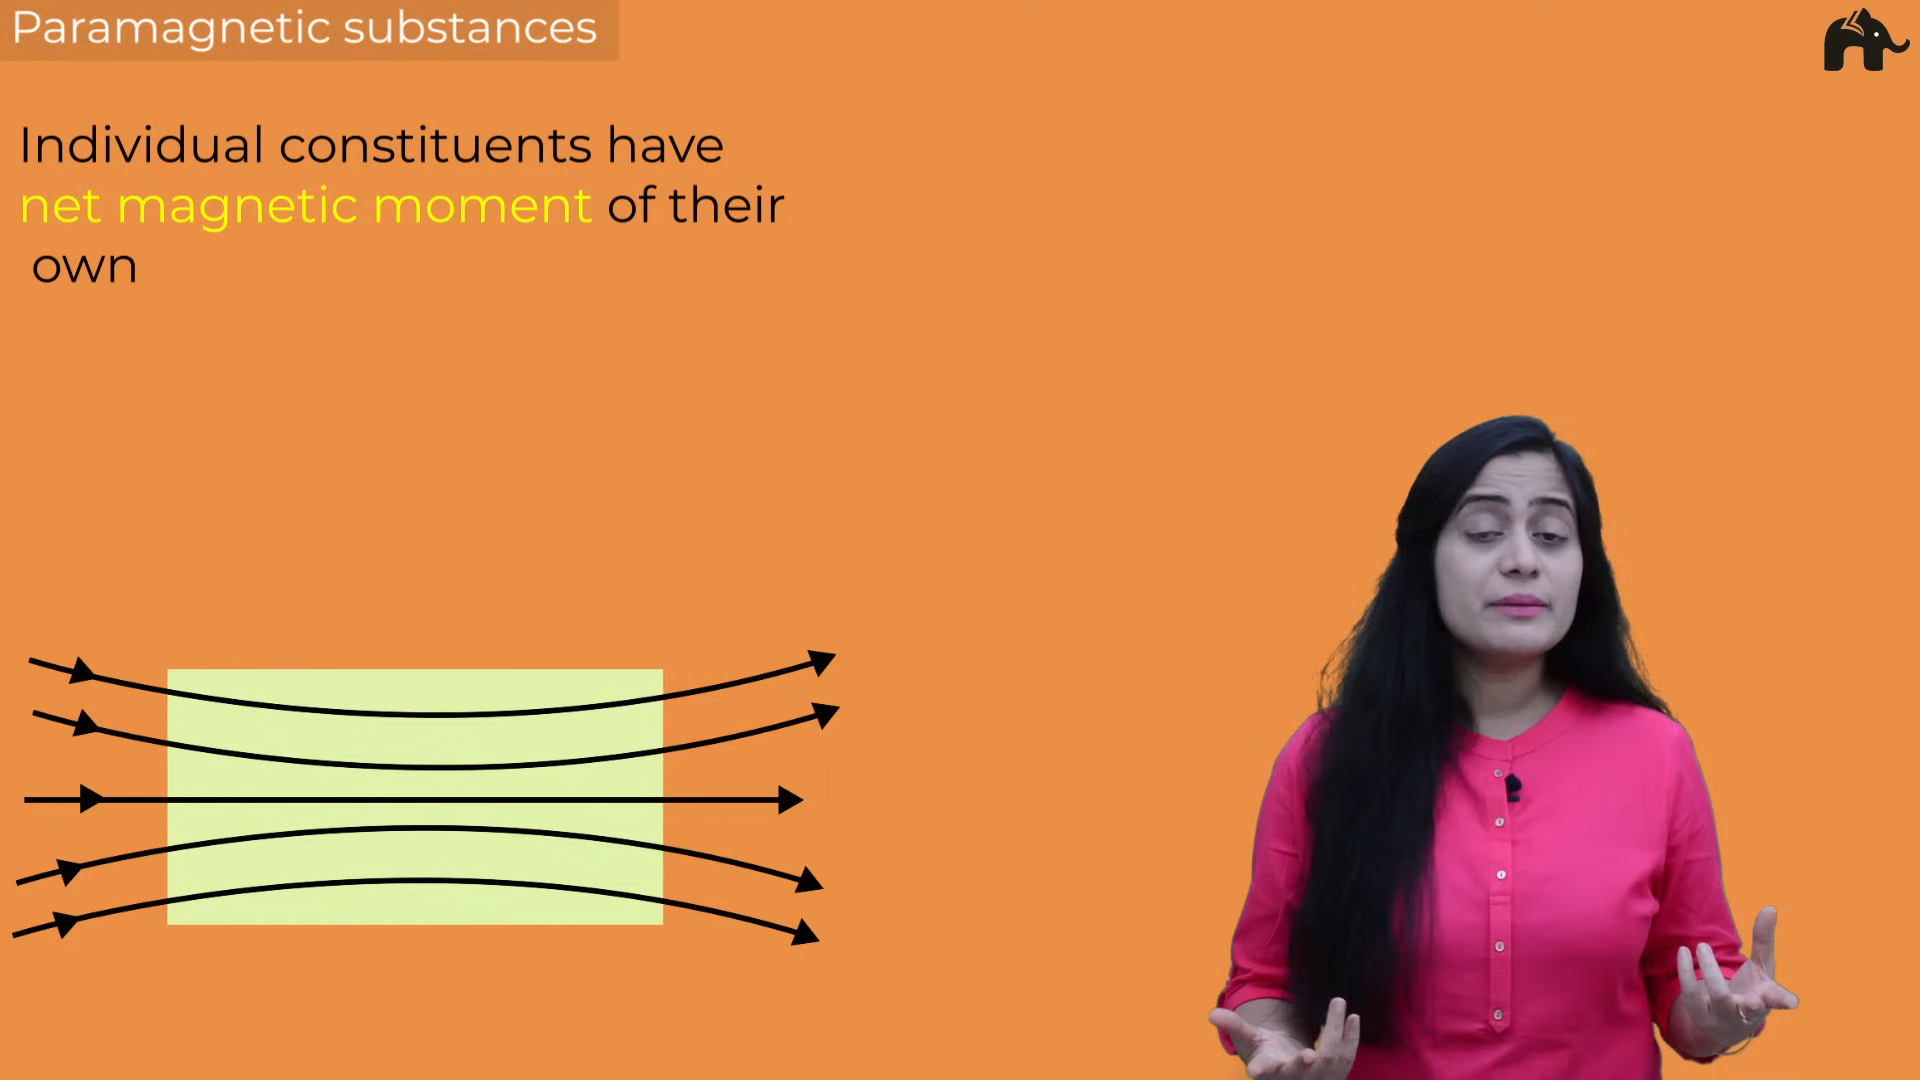 Paramagnetic substances
Individual constituents have
net magnetic moment of their
own